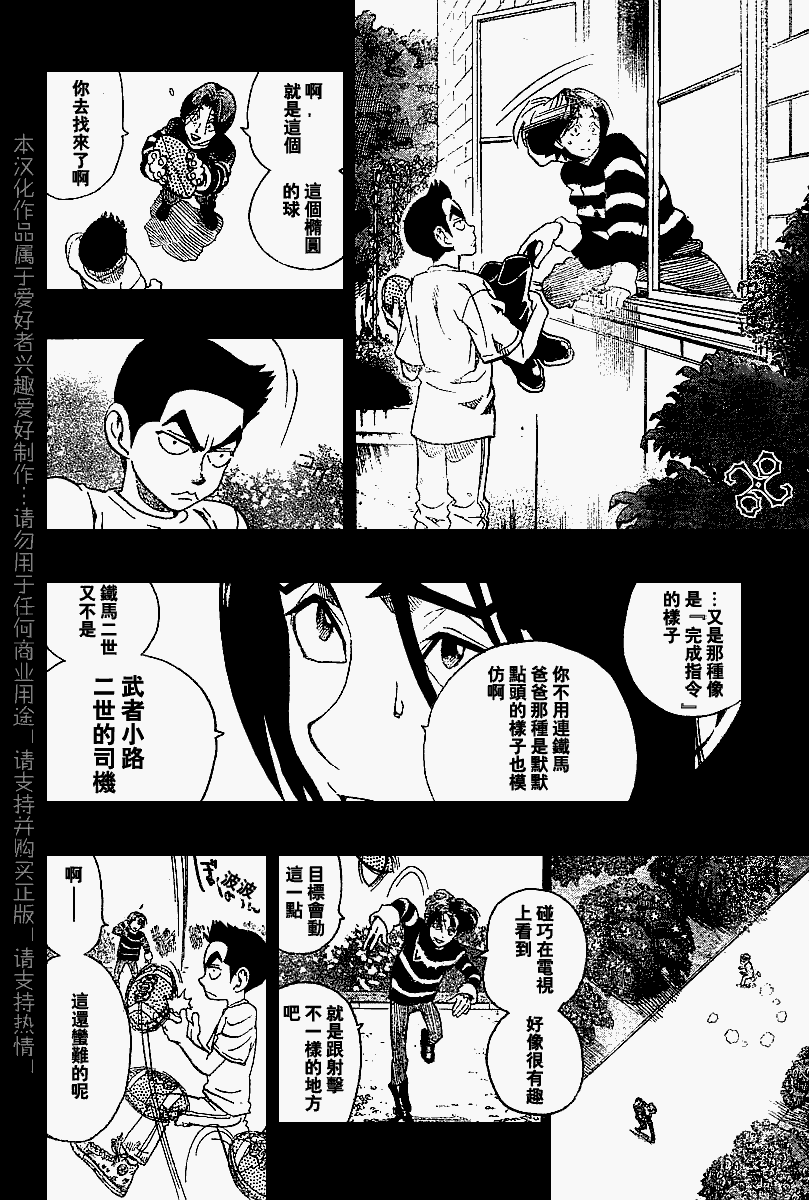 啊，
就是這個
這個橢圓
的球
你去找來了啊
…又是那種像
是『完成指令』
的樣子
你不用連鐵馬
爸爸那種是默默
點頭的樣子也模
仿啊
鐵馬二世
又不是
武者小路
二世的司機
碰巧在電視
上看到
好像很有趣
目標會動
這一點
就是跟射擊
不一樣的地方
吧
波波
啊——
這還蠻難的呢
本汉化作品属于爱好者兴趣爱好制作…请勿用于任何商业用途—请支持并购买正版—请支持热情—